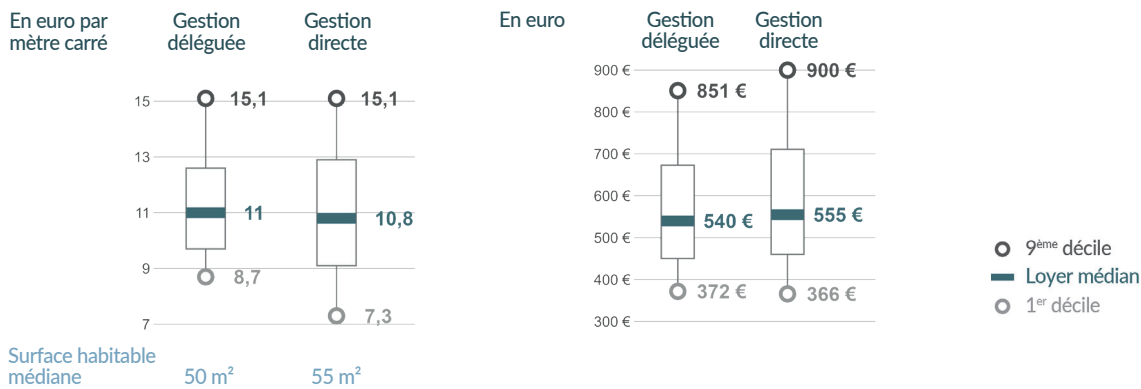 En euro par
mètre carré
Gestion
déléguée
Gestion
directe
15
13
11
9
7
15,1
15,1
11
10,8
8,7
7,3
Surface habitable
médiane
50 m²
55 m²
En euro
Gestion
déléguée
Gestion
directe
900 €
800 €
700 €
600 €
500 €
400 €
300 €
851 €
900 €
540 €
555 €
372 €
366 €
9ème décile
Loyer médian
1er décile